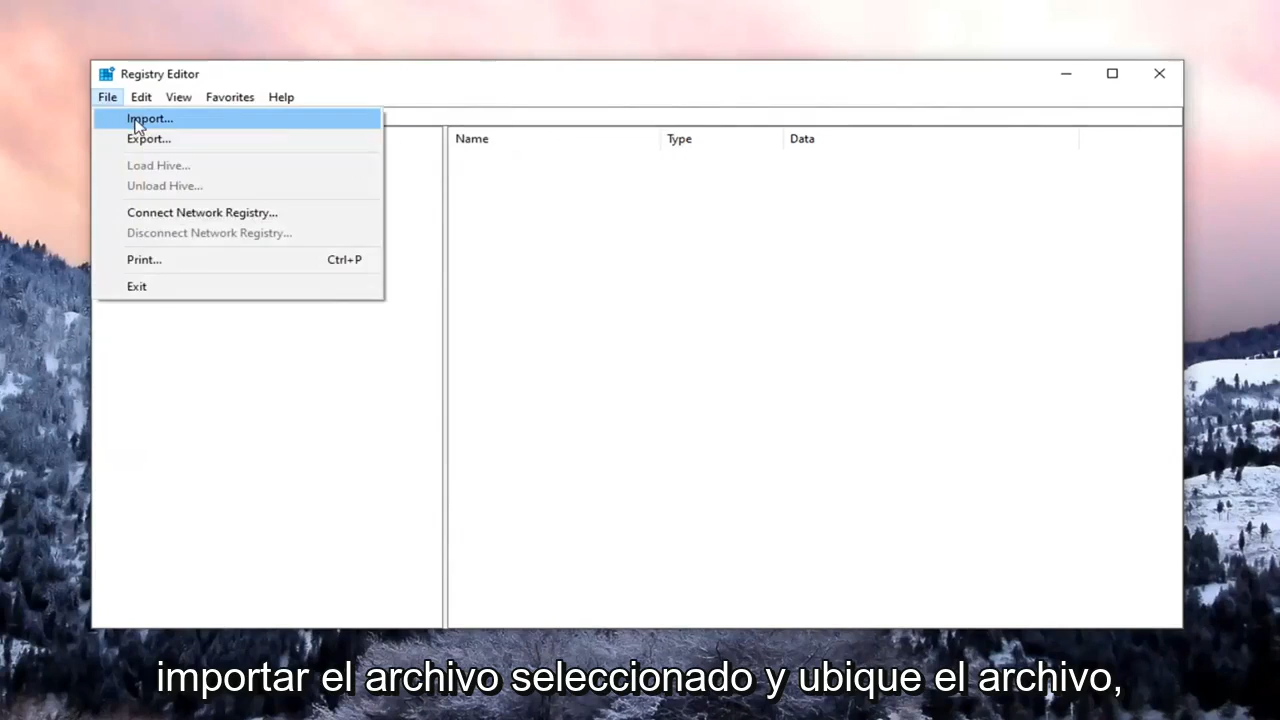 Registry Editor
File Edit View Favorites Help
Import...
Export...
Name Type Data
Load Hive...
Unload Hive...
Connect Network Registry...
Disconnect Network Registry...
Print... Ctrl+P
Exit
importar el archivo seleccionado y ubique el archivo,